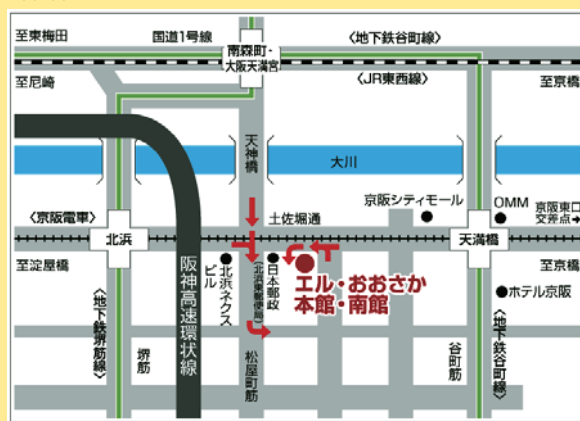 至東梅田
国道1号線
南森町・
大阪天満宮
〈地下鉄谷町線〉
至尼崎
〈JR東西線〉
至京橋
天神橋
大川
京阪シティモール
OMM
京阪東口
交差点→
〈京阪電車〉
土佐堀通
北浜
天満橋
至淀屋橋
阪神高速環状線
北浜ネクス
ビル
日本郵政
(北浜東郵便局)
エル・おおさか
本館・南館
至京橋
ホテル京阪
〈地下鉄堺筋線〉
堺筋
松屋町筋
谷町筋
〈地下鉄谷町線〉